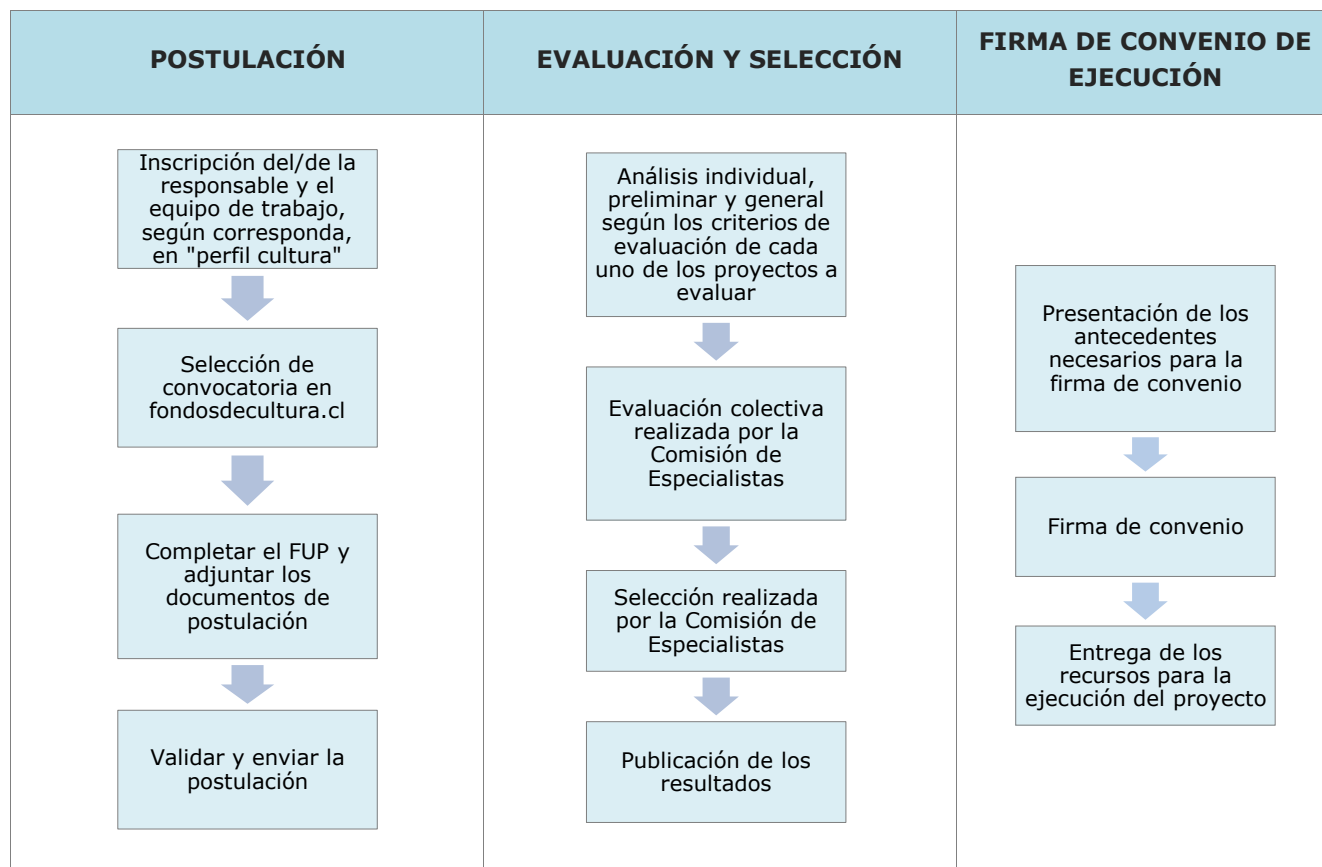 POSTULACIÓN
Inscripción del/de la
responsable y el
equipo de trabajo,
según corresponda,
en "perfil cultura"
Selección de
convocatoria en
fondosdecultura.cl
Completar el FUP y
adjuntar los
documentos de
postulación
Validar y enviar la
postulación
EVALUACIÓN Y SELECCIÓN
Análisis individual,
preliminar y general
según los criterios de
evaluación de cada
uno de los proyectos a
evaluar
Evaluación colectiva
realizada por la
Comisión de
Especialistas
Selección realizada
por la Comisión de
Especialistas
Publicación de los
resultados
FIRMA DE CONVENIO DE
EJECUCIÓN
Presentación de los
antecedentes
necesarios para la
firma de convenio
Firma de convenio
Entrega de los
recursos para la
ejecución del proyecto